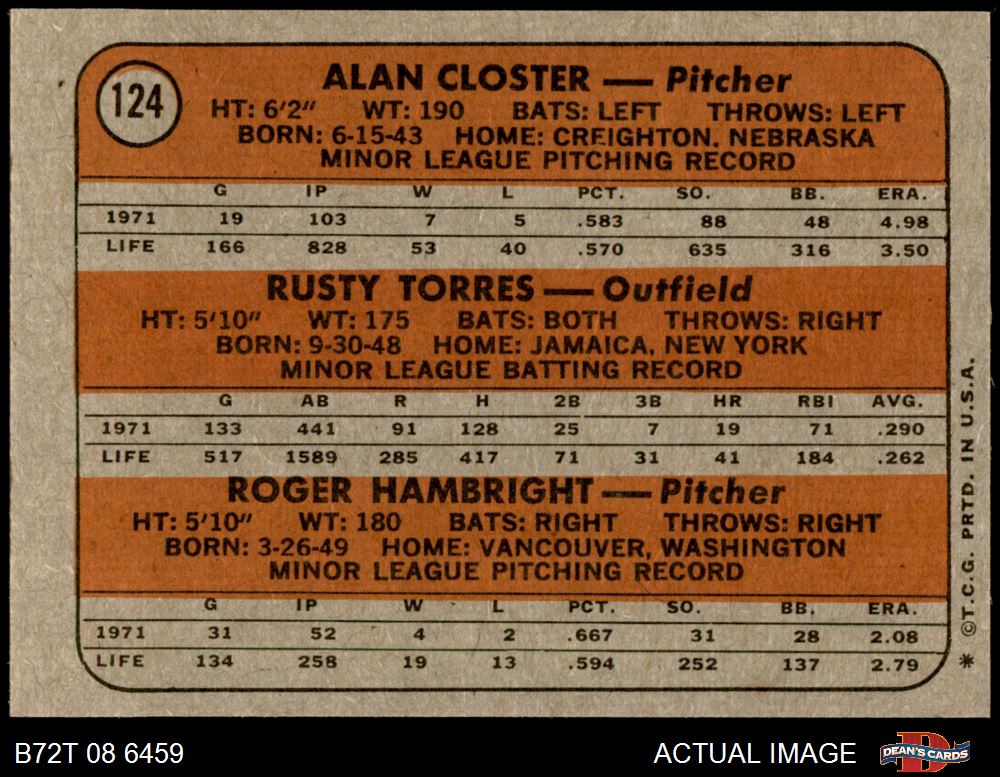 124
ALAN CLOSTER — Pitcher
HT: 6'2" WT: 190 BATS: LEFT THROWS: LEFT
BORN: 6-15-43 HOME: CREIGHTON. NEBRASKA
MINOR LEAGUE PITCHING RECORD
G IP W L PCT. SO. BB. ERA.
1971 19 103 7 5 .583 88 48 4.98
LIFE 166 828 53 40 .570 635 316 3.50
RUSTY TORRES — Outfield
HT: 5'10" WT: 175 BATS: BOTH THROWS: RIGHT
BORN: 9-30-48 HOME: JAMAICA, NEW YORK
MINOR LEAGUE BATTING RECORD
G AB R H 2B 3B HR RBI AVG.
1971 133 441 91 128 25 7 19 71 .290
LIFE 517 1589 285 417 71 31 41 184 .262
ROGER HAMBRIGHT — Pitcher
HT: 5'10" WT: 180 BATS: RIGHT THROWS: RIGHT
BORN: 3-26-49 HOME: VANCOUVER, WASHINGTON
MINOR LEAGUE PITCHING RECORD
G IP W L PCT. SO. BB. ERA.
1971 31 52 4 2 .667 31 28 2.08
LIFE 134 258 19 13 .594 252 137 2.79
* ©T.C.G. PRTD. IN U.S.A.
B72T 08 6459
ACTUAL IMAGE
D
DEAN'S CARDS